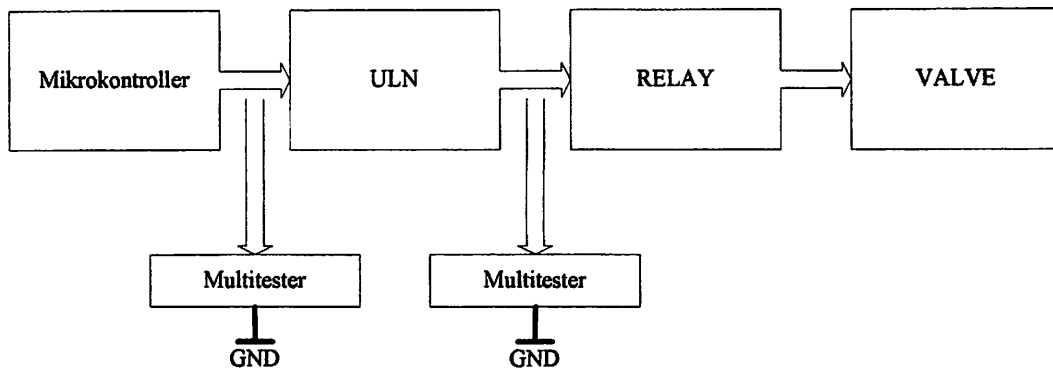 Mikrokontroller
ULN
RELAY
VALVE
Multitester
Multitester
GND
GND